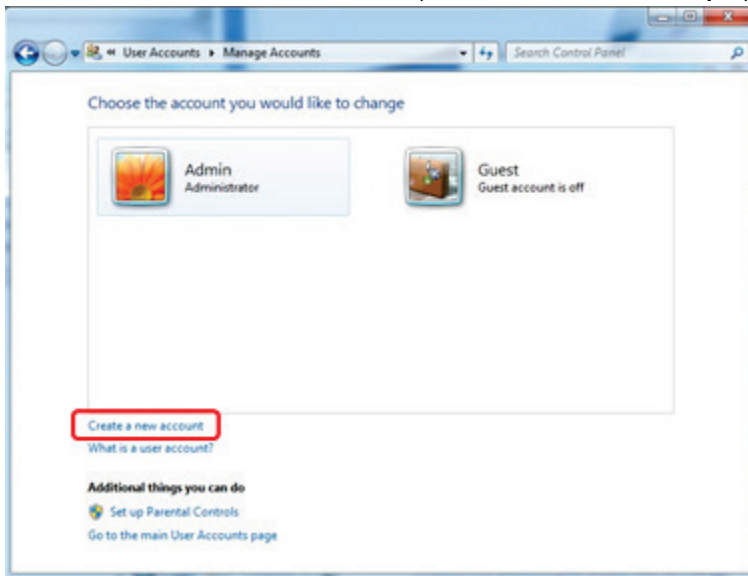 « User Accounts ▸ Manage Accounts
Search Control Panel
Choose the account you would like to change
Admin
Administrator
Guest
Guest account is off
Create a new account
What is a user account?
Additional things you can do
Set up Parental Controls
Go to the main User Accounts page